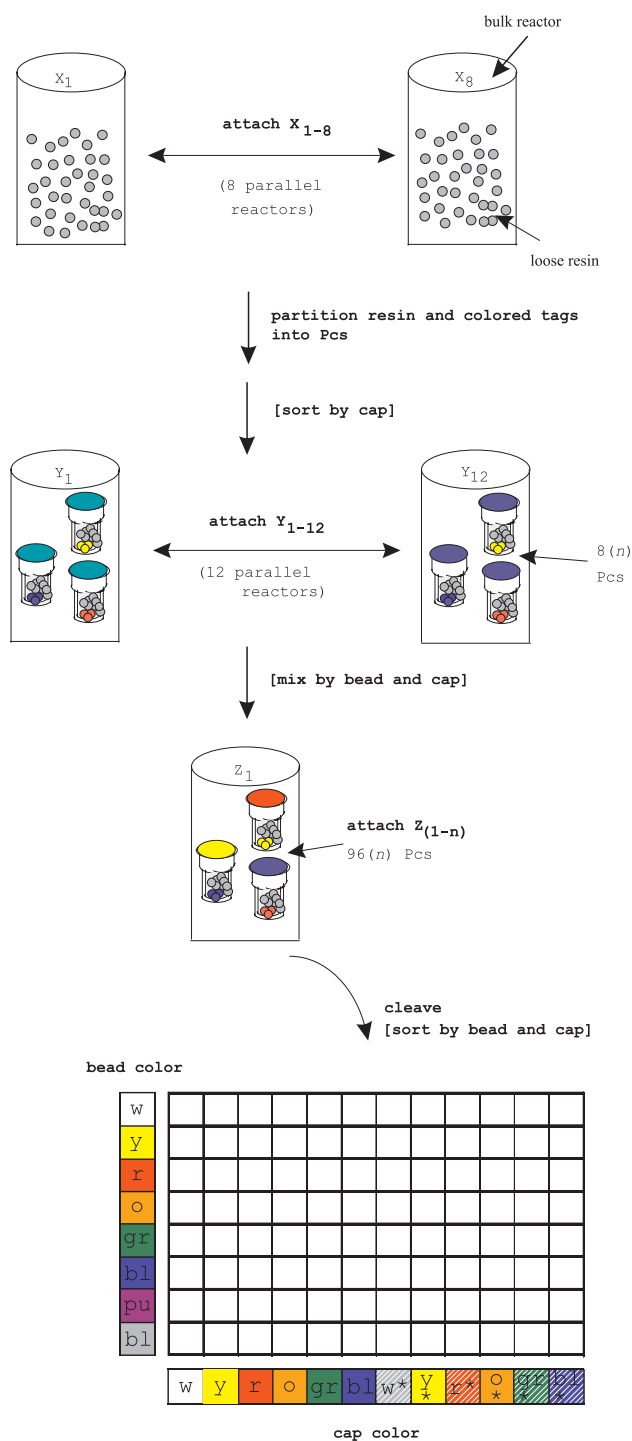 bulk reactor
X1
X8
attach X1-8
(8 parallel
reactors)
loose resin
partition resin and colored tags
into Pcs
[sort by cap]
Y1
Y12
attach Y1-12
(12 parallel
reactors)
8(n)
Pcs
[mix by bead and cap]
Z1
attach Z(1-n)
96(n) Pcs
cleave
[sort by bead and cap]
bead color
w
y
r
o
gr
bl
pu
bl
w y r o gr bl w* y* r* o* gr* bl*
cap color